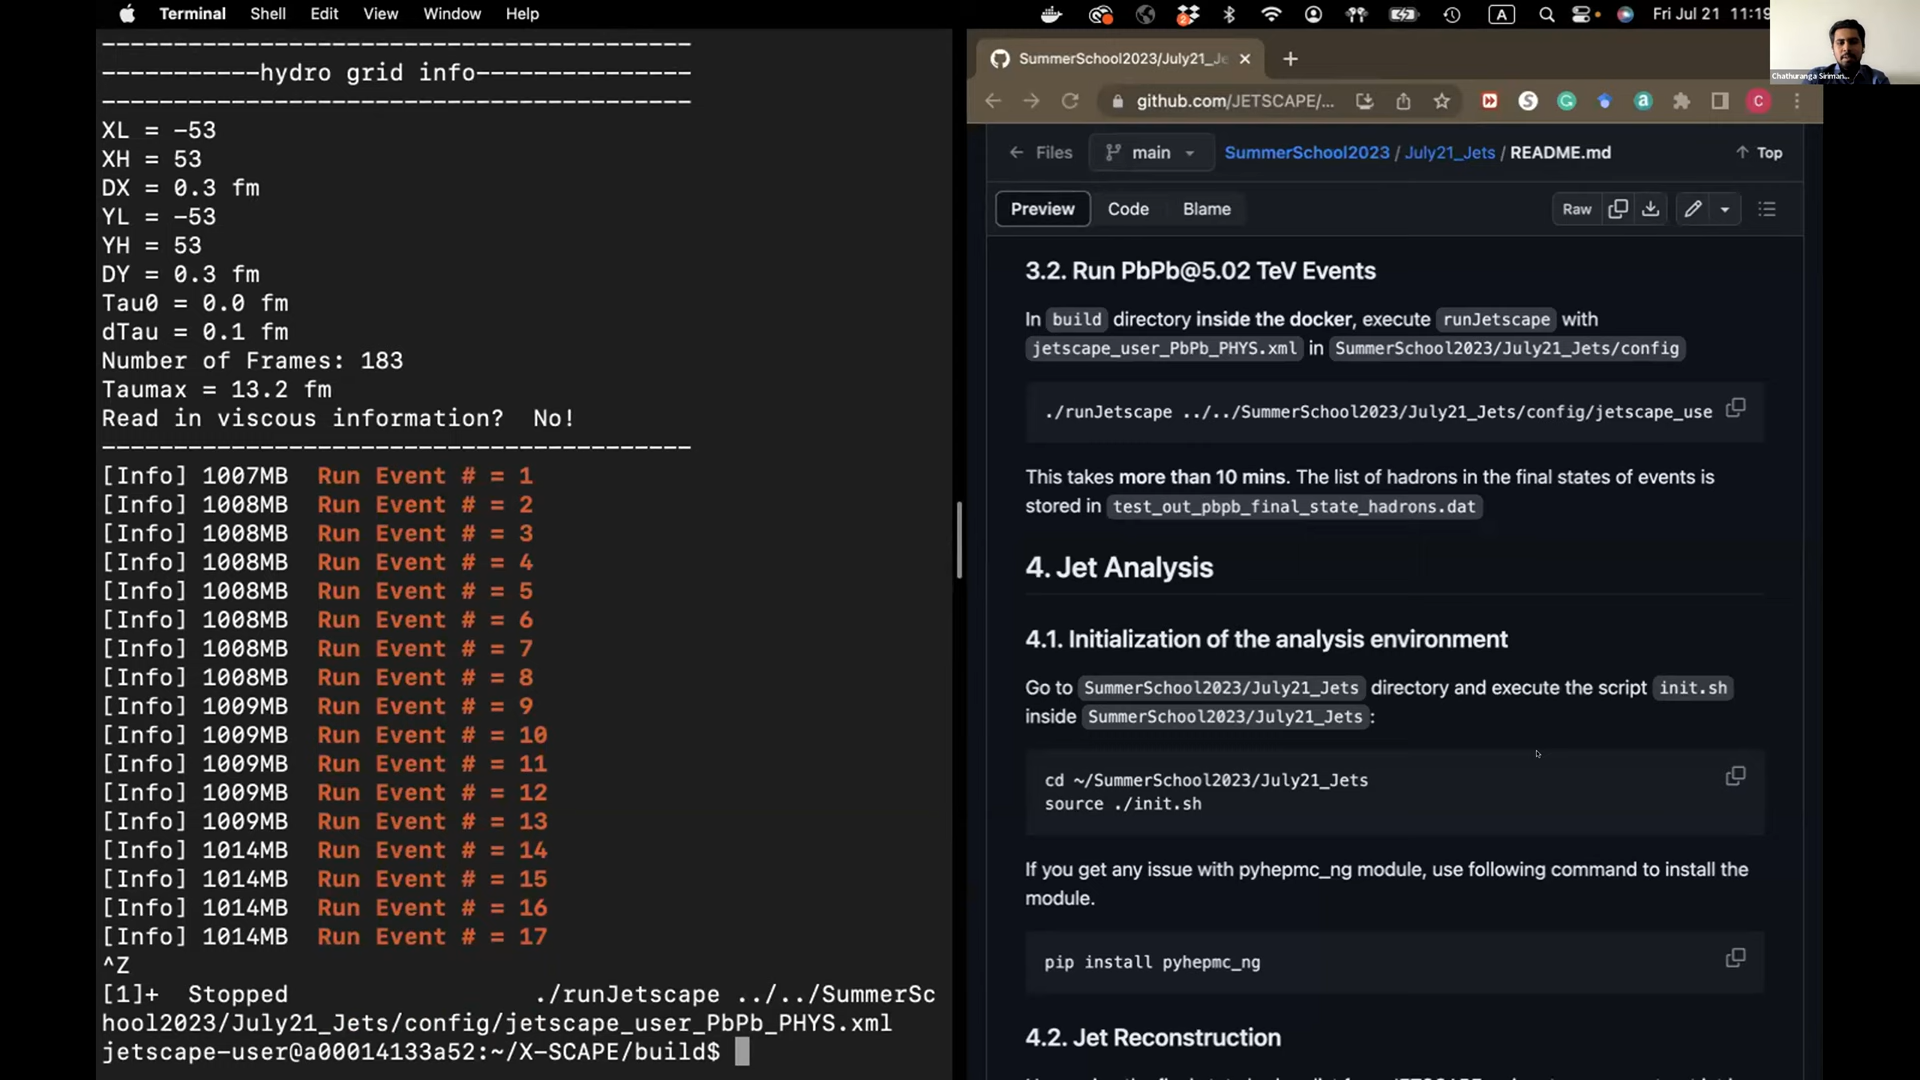 Terminal Shell Edit View Window Help
2
A
Fri Jul 21 11:19
Chathuranga Siriman...
-----------------------------------------
-----------hydro grid info---------------
-----------------------------------------
XL = -53
XH = 53
DX = 0.3 fm
YL = -53
YH = 53
DY = 0.3 fm
Tau0 = 0.0 fm
dTau = 0.1 fm
Number of Frames: 183
Taumax = 13.2 fm
Read in viscous information?  No!
-----------------------------------------
[Info] 1007MB  Run Event # = 1
[Info] 1008MB  Run Event # = 2
[Info] 1008MB  Run Event # = 3
[Info] 1008MB  Run Event # = 4
[Info] 1008MB  Run Event # = 5
[Info] 1008MB  Run Event # = 6
[Info] 1008MB  Run Event # = 7
[Info] 1008MB  Run Event # = 8
[Info] 1009MB  Run Event # = 9
[Info] 1009MB  Run Event # = 10
[Info] 1009MB  Run Event # = 11
[Info] 1009MB  Run Event # = 12
[Info] 1009MB  Run Event # = 13
[Info] 1014MB  Run Event # = 14
[Info] 1014MB  Run Event # = 15
[Info] 1014MB  Run Event # = 16
[Info] 1014MB  Run Event # = 17
^Z
[1]+  Stopped                 ./runJetscape ../../SummerSc
hool2023/July21_Jets/config/jetscape_user_PbPb_PHYS.xml
jetscape-user@a00014133a52:~/X-SCAPE/build$
SummerSchool2023/July21_Je
github.com/JETSCAPE/...
S
G
a
C
Files
main
SummerSchool2023 / July21_Jets / README.md
Top
Preview Code Blame
Raw
3.2. Run PbPb@5.02 TeV Events
In build directory inside the docker, execute runJetscape with
jetscape_user_PbPb_PHYS.xml in SummerSchool2023/July21_Jets/config
./runJetscape ../../SummerSchool2023/July21_Jets/config/jetscape_use
This takes more than 10 mins. The list of hadrons in the final states of events is
stored in test_out_pbpb_final_state_hadrons.dat
4. Jet Analysis
4.1. Initialization of the analysis environment
Go to SummerSchool2023/July21_Jets directory and execute the script init.sh
inside SummerSchool2023/July21_Jets:
cd ~/SummerSchool2023/July21_Jets
source ./init.sh
If you get any issue with pyhepmc_ng module, use following command to install the
module.
pip install pyhepmc_ng
4.2. Jet Reconstruction